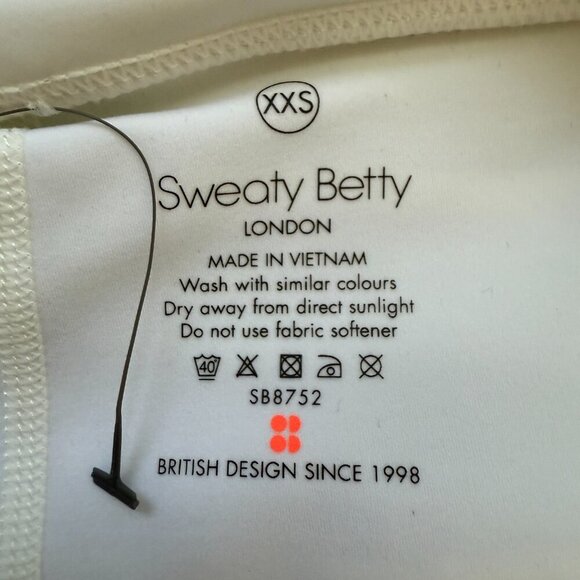 XXS
Sweaty Betty
LONDON
MADE IN VIETNAM
Wash with similar colours
Dry away from direct sunlight
Do not use fabric softener
40
SB8752
BRITISH DESIGN SINCE 1998